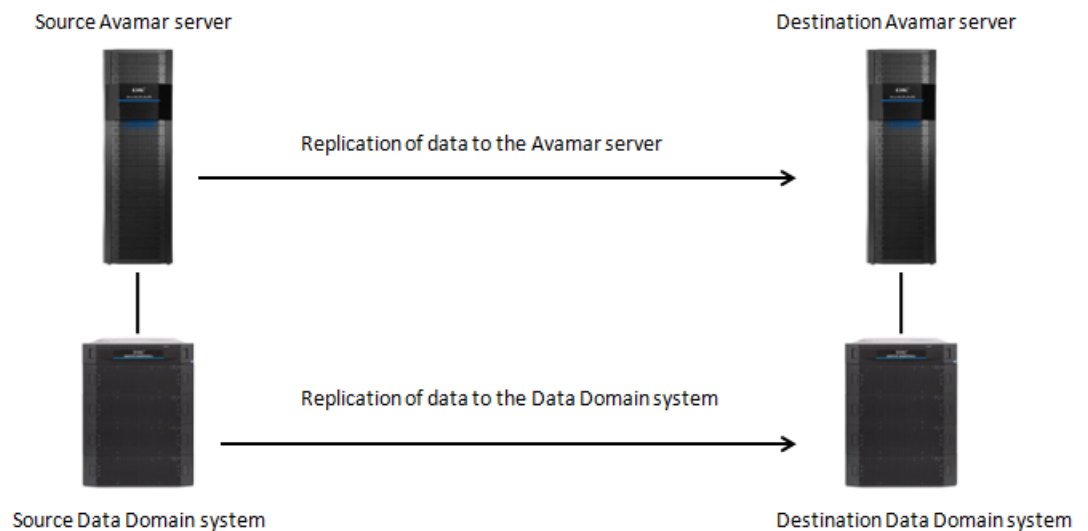 Source Avamar server
Destination Avamar server
Replication of data to the Avamar server
Replication of data to the Data Domain system
Source Data Domain system
Destination Data Domain system